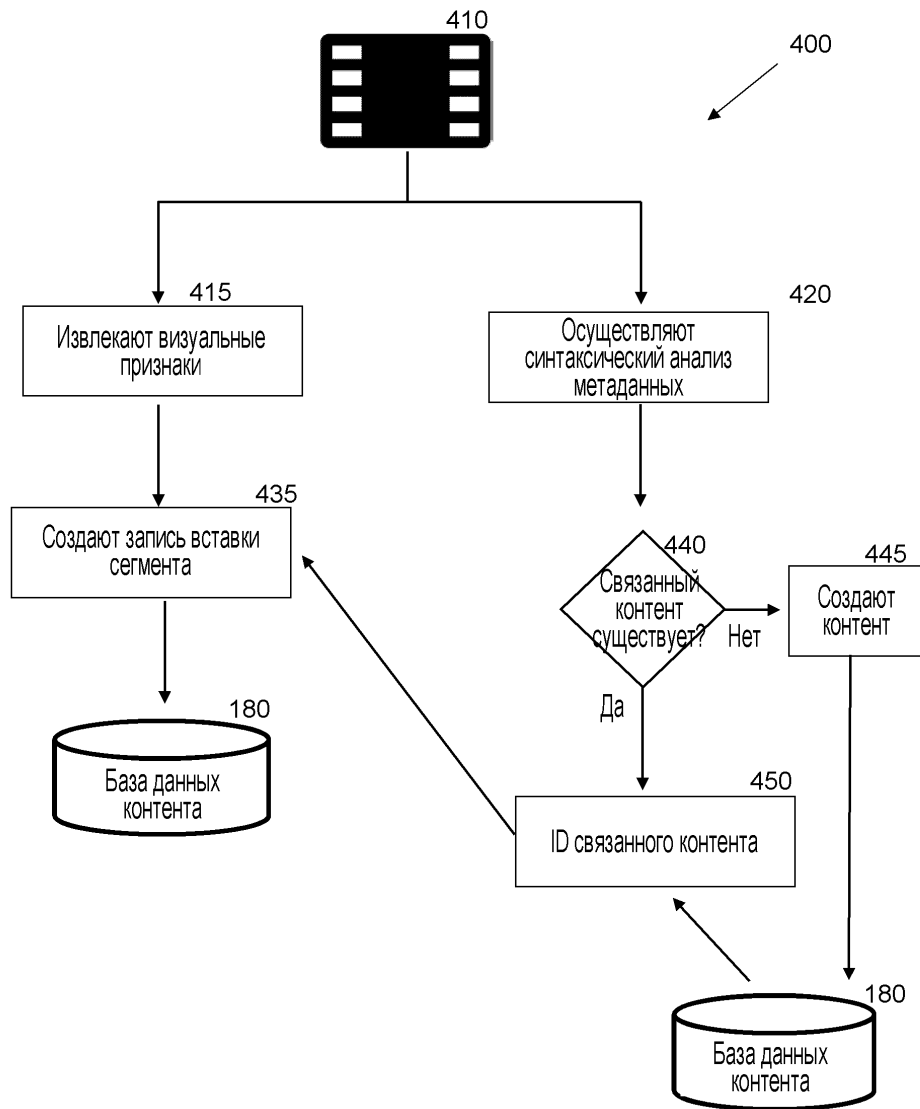 410
400
415
Извлекают визуальные
признаки
420
Осуществляют
синтаксический анализ
метаданных
435
Создают запись вставки
сегмента
440
Связанный
контент
существует?
Нет
Да
445
Создают
контент
180
База данных
контента
450
ID связанного контента
180
База данных
контента